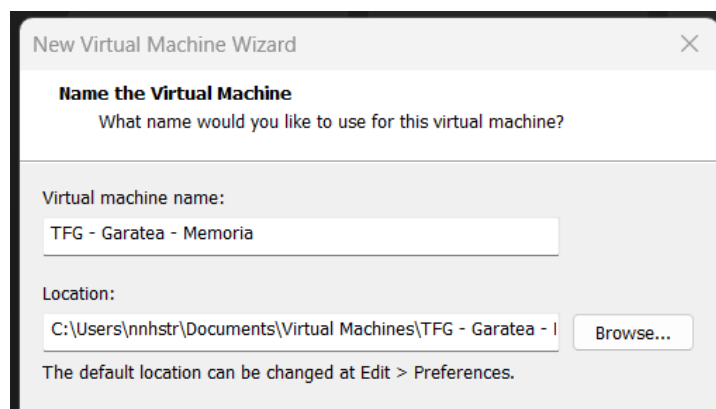 New Virtual Machine Wizard
Name the Virtual Machine
What name would you like to use for this virtual machine?
Virtual machine name:
TFG - Garatea - Memoria
Location:
C:\Users\nnhstr\Documents\Virtual Machines\TFG - Garatea -
Browse...
The default location can be changed at Edit > Preferences.